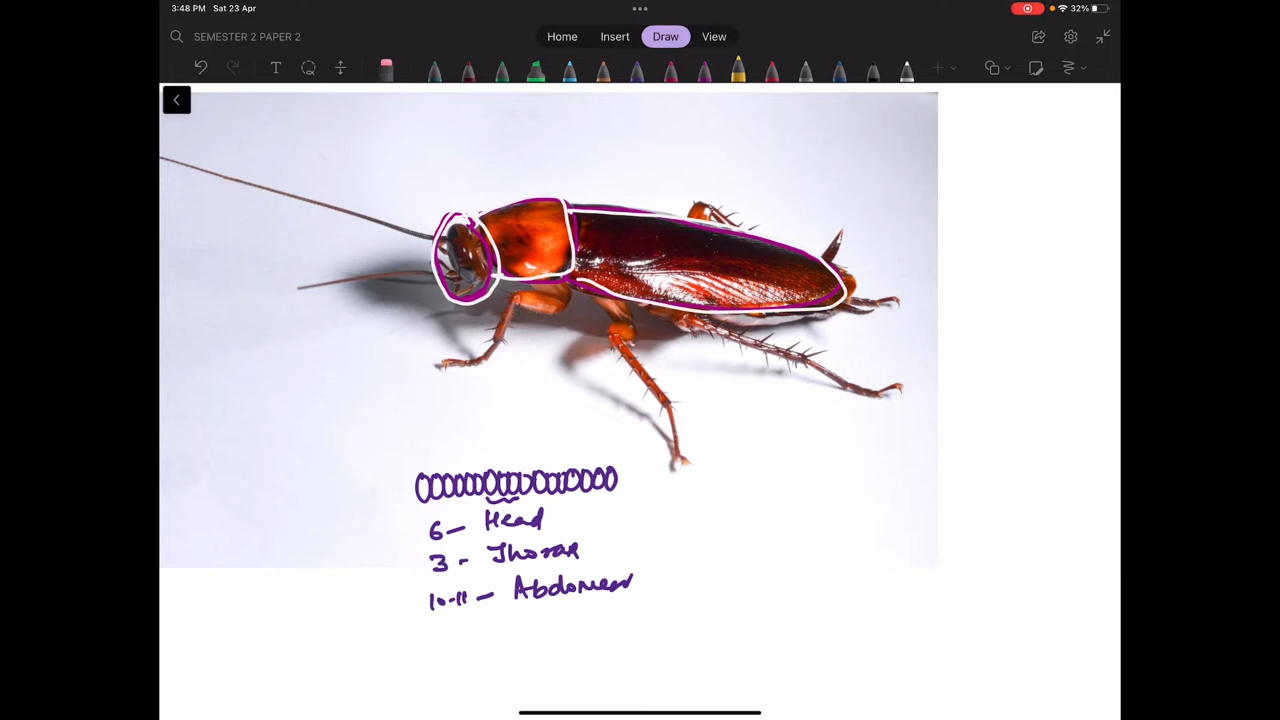 3:48 PM Sat 23 Apr
32%
SEMESTER 2 PAPER 2
Home Insert Draw View
6 - Head
3 - Thorax
10-11 - Abdomen